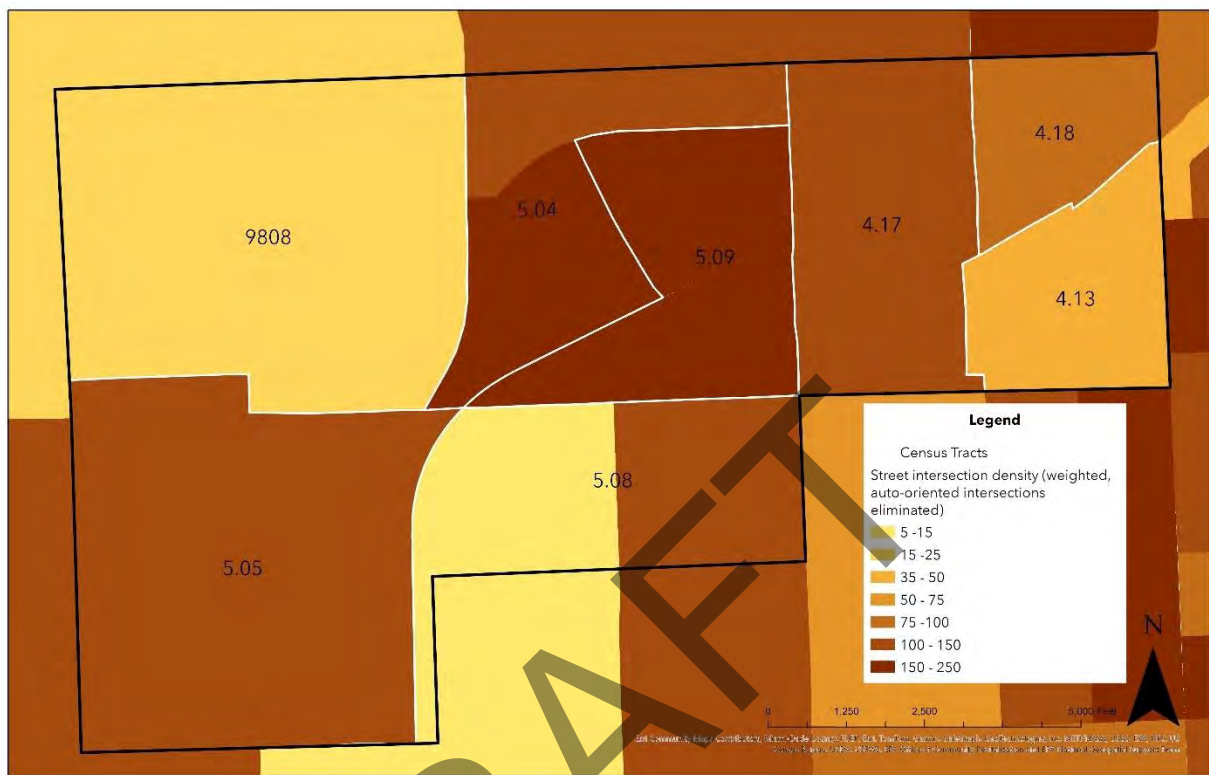 4.18
5.04
4.17
9808
5.09
4.13
Legend
Census Tracts
Street intersection density (weighted,
auto-oriented intersections
eliminated)
5 -15
15 -25
35 - 50
50 - 75
75 -100
100 - 150
150 - 250
5.08
5.05
N
0 1,250 2,500 5,000 Feet
DRAFT